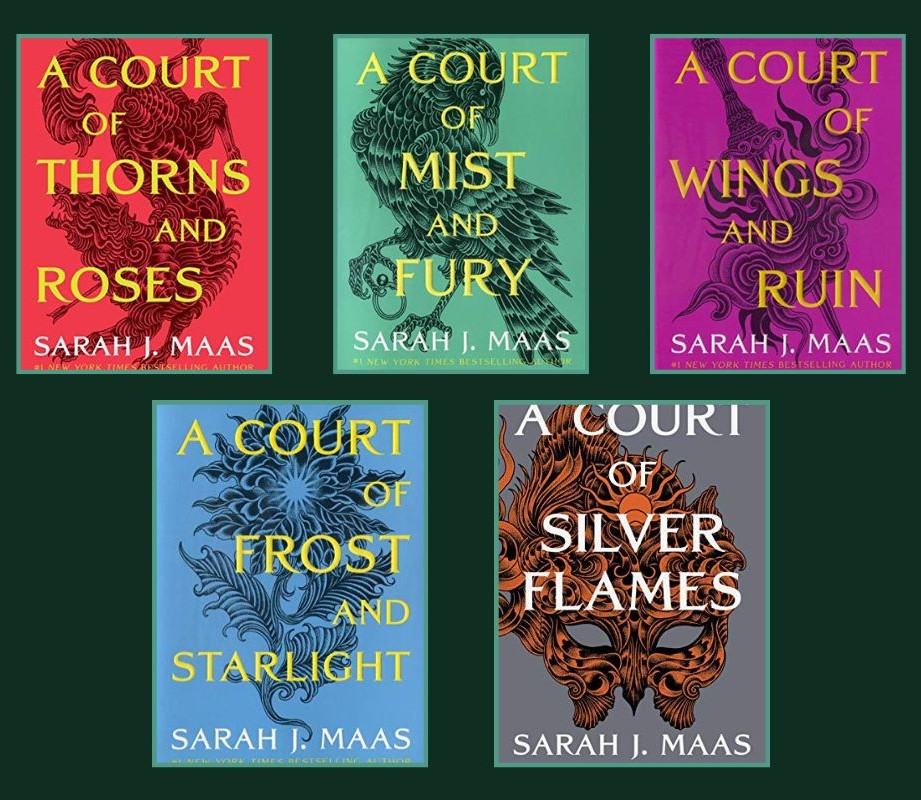 A COURT
OF
THORNS
AND
ROSES
SARAH J. MAAS
#1 NEW YORK TIMES BESTSELLING AUTHOR
A COURT
OF
MIST
AND
FURY
SARAH J. MAAS
#1 NEW YORK TIMES BESTSELLING AUTHOR
A COURT
OF
WINGS
AND
RUIN
SARAH J. MAAS
#1 NEW YORK TIMES BESTSELLING AUTHOR
A COURT
OF
FROST
AND
STARLIGHT
SARAH J. MAAS
#1 NEW YORK TIMES BESTSELLING AUTHOR
A COURT
OF
SILVER
FLAMES
SARAH J. MAAS